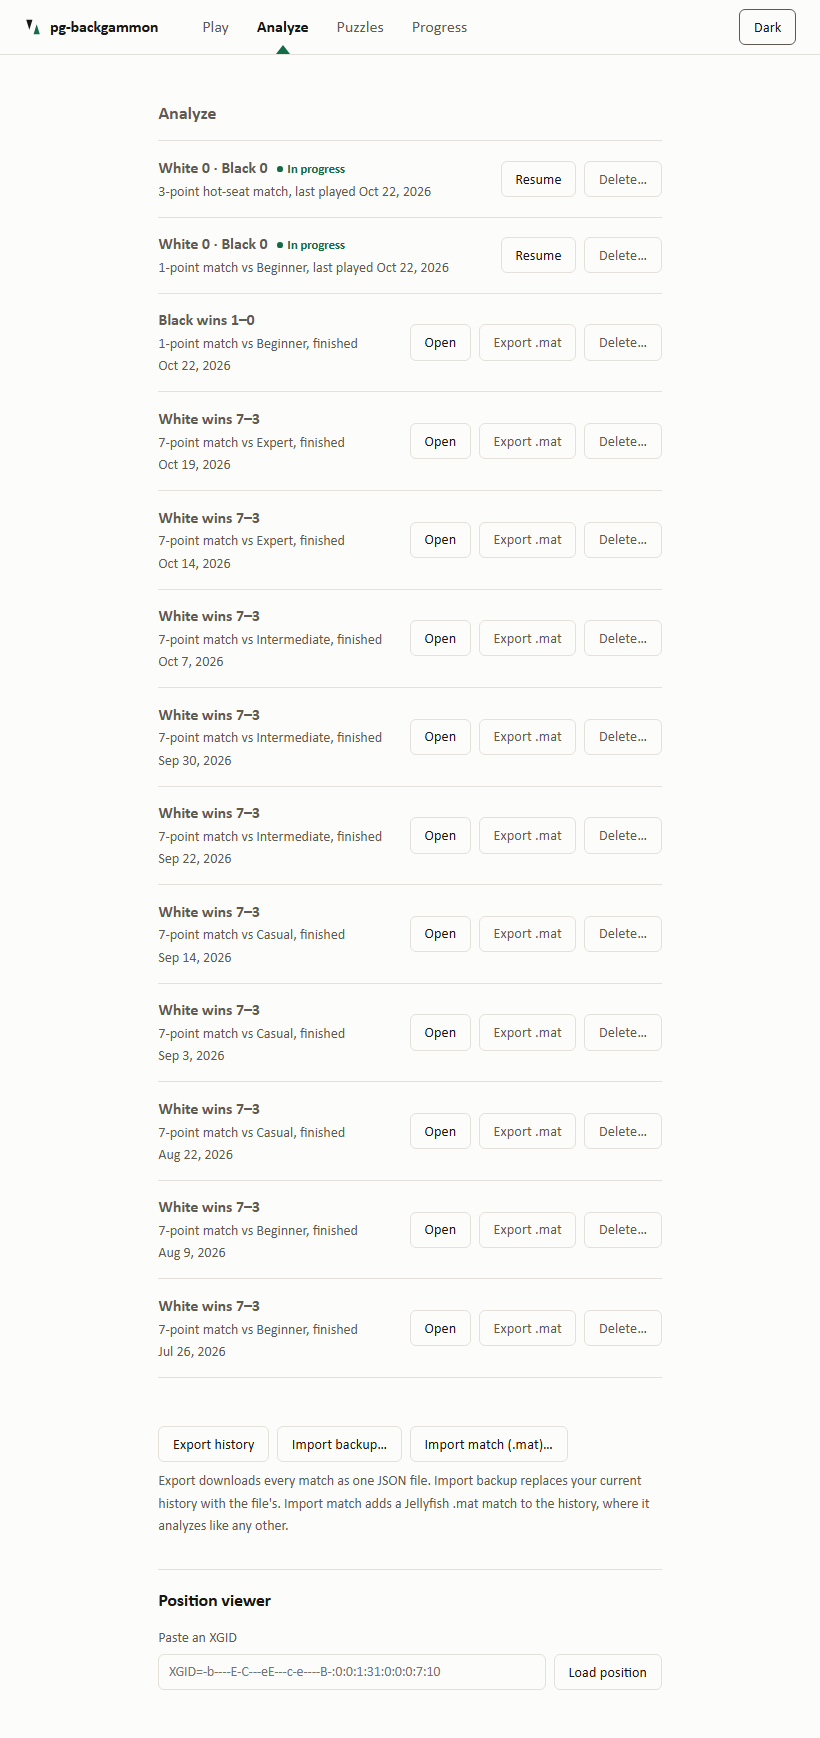 pg-backgammon Play Analyze Puzzles Progress Dark
Analyze
White 0 · Black 0 In progress
3-point hot-seat match, last played Oct 22, 2026
Resume Delete...
White 0 · Black 0 In progress
1-point match vs Beginner, last played Oct 22, 2026
Resume Delete...
Black wins 1–0
1-point match vs Beginner, finished
Oct 22, 2026
Open Export .mat Delete...
White wins 7–3
7-point match vs Expert, finished
Oct 19, 2026
Open Export .mat Delete...
White wins 7–3
7-point match vs Expert, finished
Oct 14, 2026
Open Export .mat Delete...
White wins 7–3
7-point match vs Intermediate, finished
Oct 7, 2026
Open Export .mat Delete...
White wins 7–3
7-point match vs Intermediate, finished
Sep 30, 2026
Open Export .mat Delete...
White wins 7–3
7-point match vs Intermediate, finished
Sep 22, 2026
Open Export .mat Delete...
White wins 7–3
7-point match vs Casual, finished
Sep 14, 2026
Open Export .mat Delete...
White wins 7–3
7-point match vs Casual, finished
Sep 3, 2026
Open Export .mat Delete...
White wins 7–3
7-point match vs Casual, finished
Aug 22, 2026
Open Export .mat Delete...
White wins 7–3
7-point match vs Beginner, finished
Aug 9, 2026
Open Export .mat Delete...
White wins 7–3
7-point match vs Beginner, finished
Jul 26, 2026
Open Export .mat Delete...
Export history Import backup... Import match (.mat)...
Export downloads every match as one JSON file. Import backup replaces your current
history with the file's. Import match adds a Jellyfish .mat match to the history, where it
analyzes like any other.
Position viewer
Paste an XGID
XGID=-b----E-C---eE---c-e----B-:0:0:1:31:0:0:0:7:10
Load position